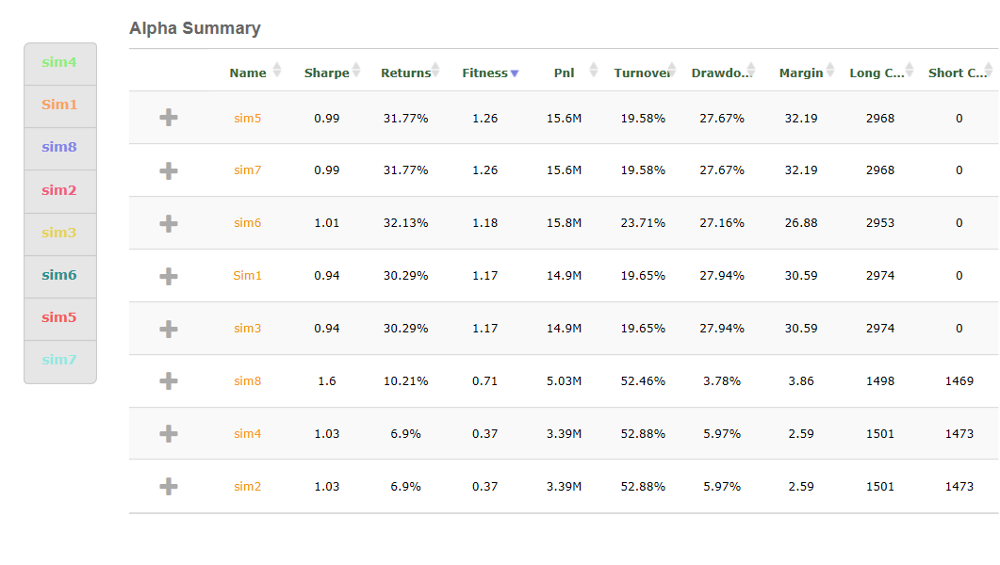 Alpha Summary
sim4
Sim1
sim8
sim2
sim3
sim6
sim5
sim7
Name Sharpe Returns Fitness Pnl Turnover Drawdo... Margin Long C... Short C...
sim5 0.99 31.77% 1.26 15.6M 19.58% 27.67% 32.19 2968 0
sim7 0.99 31.77% 1.26 15.6M 19.58% 27.67% 32.19 2968 0
sim6 1.01 32.13% 1.18 15.8M 23.71% 27.16% 26.88 2953 0
Sim1 0.94 30.29% 1.17 14.9M 19.65% 27.94% 30.59 2974 0
sim3 0.94 30.29% 1.17 14.9M 19.65% 27.94% 30.59 2974 0
sim8 1.6 10.21% 0.71 5.03M 52.46% 3.78% 3.86 1498 1469
sim4 1.03 6.9% 0.37 3.39M 52.88% 5.97% 2.59 1501 1473
sim2 1.03 6.9% 0.37 3.39M 52.88% 5.97% 2.59 1501 1473